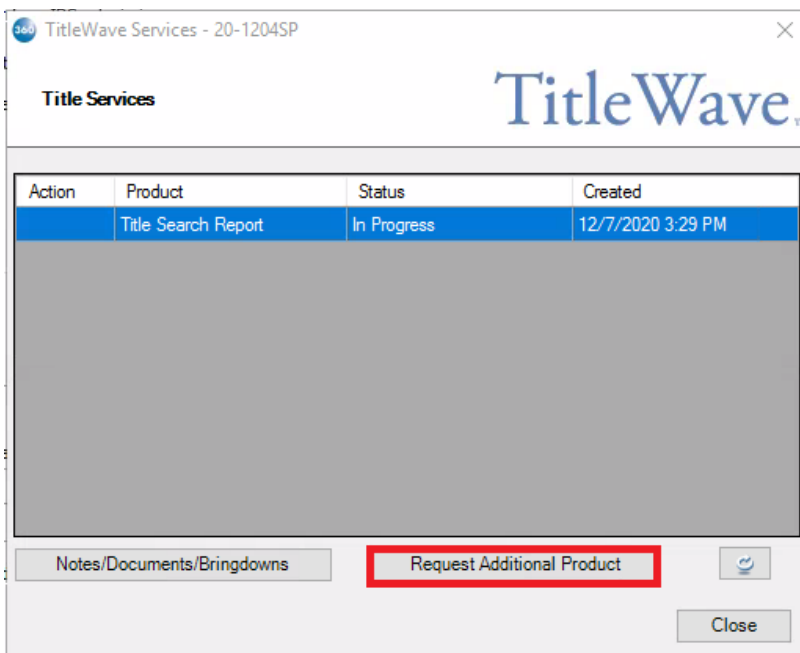 360 TitleWave Services - 20-1204SP
Title Services
TitleWave
Action Product Status Created
Title Search Report In Progress 12/7/2020 3:29 PM
Notes/Documents/Bringdowns Request Additional Product
Close